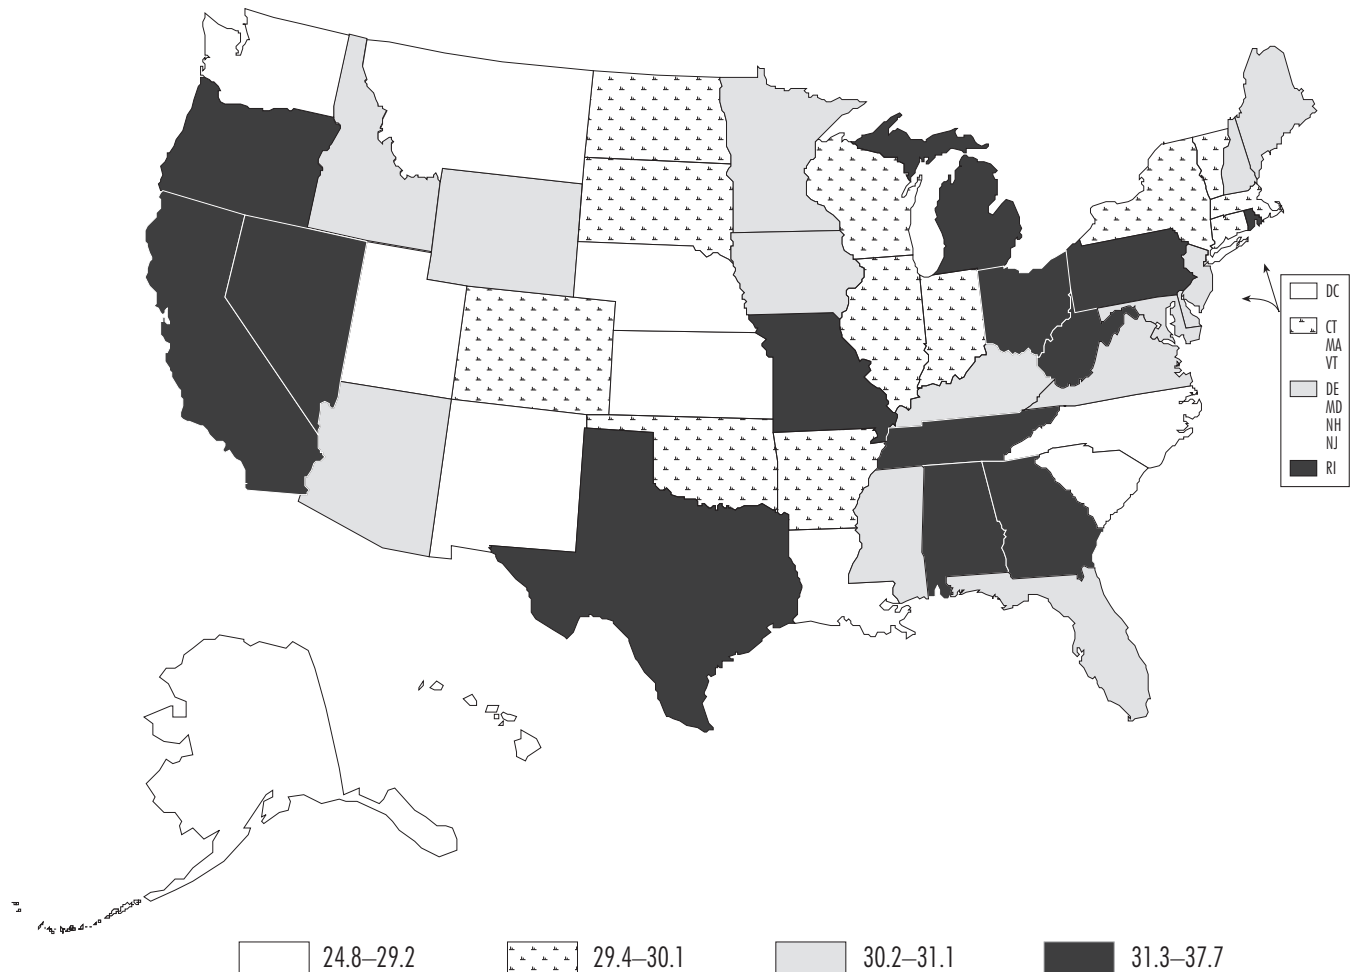 DC
CT
MA
VT
DE
MD
NH
NJ
RI
24.8–29.2
29.4–30.1
30.2–31.1
31.3–37.7